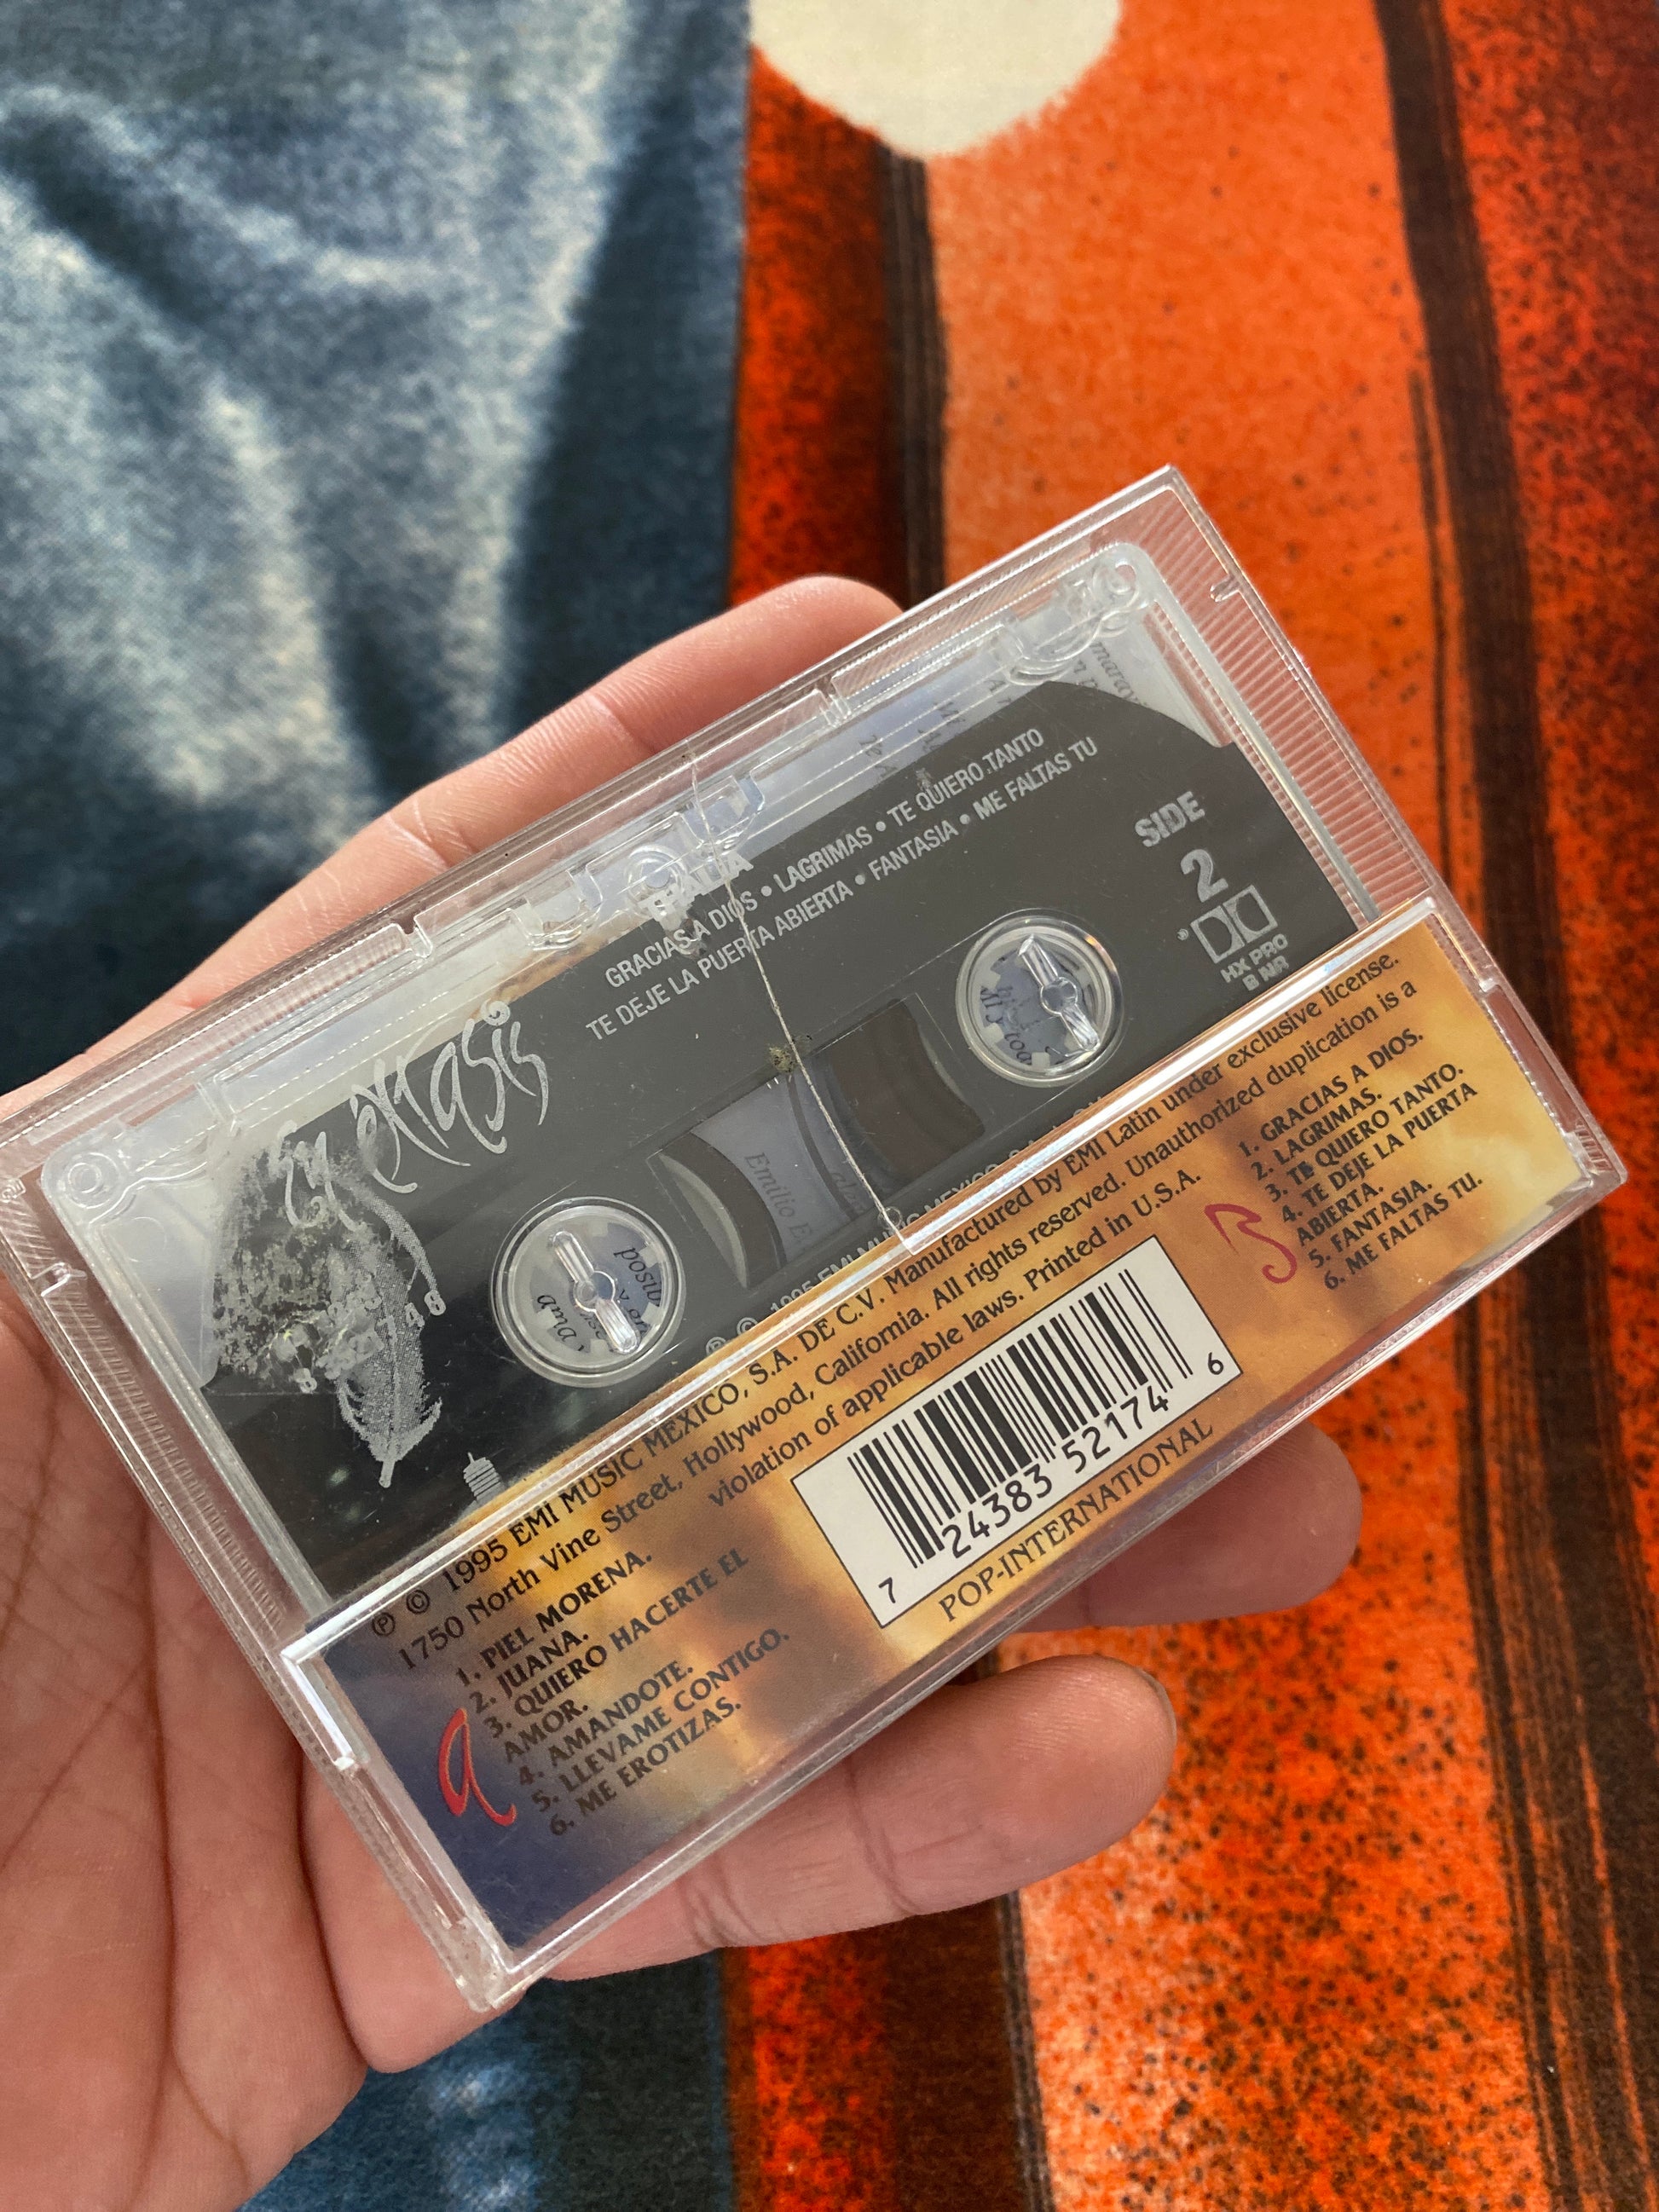 En extasis
THALIA
GRACIAS A DIOS • LAGRIMAS • TE QUIERO TANTO
TE DEJE LA PUERTA ABIERTA • FANTASIA • ME FALTAS TU
SIDE
2
HX PRO
B NR
Emilio E
℗ © 1995 EMI MUSIC MEXICO, S.A. DE C.V. Manufactured by EMI Latin under exclusive license.
1750 North Vine Street, Hollywood, California. All rights reserved. Unauthorized duplication is a
violation of applicable laws. Printed in U.S.A.
a
1. PIEL MORENA.
2. JUANA.
3. QUIERO HACERTE EL
AMOR.
4. AMANDOTE.
5. LLEVAME CONTIGO.
6. ME EROTIZAS.
7 24383 52174 6
POP-INTERNATIONAL
B
1. GRACIAS A DIOS.
2. LAGRIMAS.
3. TE QUIERO TANTO.
4. TE DEJE LA PUERTA
ABIERTA.
5. FANTASIA.
6. ME FALTAS TU.